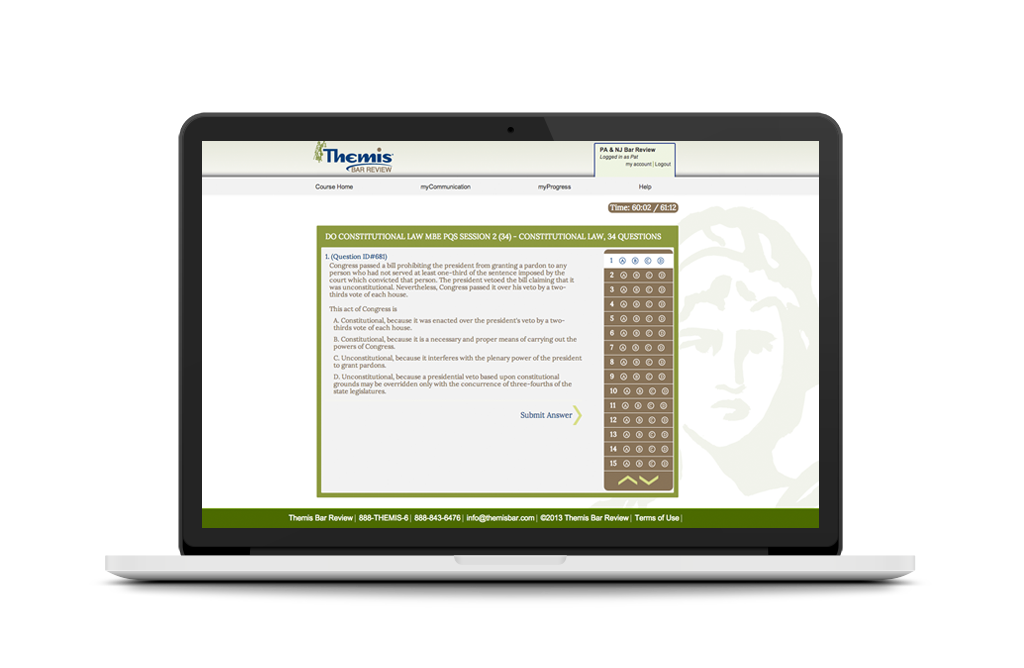 Themis
BAR REVIEW
PA & NJ Bar Review
Logged in as Pat
my account | Logout
Course Home
myCommunication
myProgress
Help
Time: 60:02 / 61:12
DO CONSTITUTIONAL LAW MBE PQS SESSION 2 (34) - CONSTITUTIONAL LAW, 34 QUESTIONS
1. (Question ID#681)
Congress passed a bill prohibiting the president from granting a pardon to any
person who had not served at least one-third of the sentence imposed by the
court which convicted that person. The president vetoed the bill claiming that it
was unconstitutional. Nevertheless, Congress passed it over his veto by a two-
thirds vote of each house.
This act of Congress is
A. Constitutional, because it was enacted over the president's veto by a two-
thirds vote of each house.
B. Constitutional, because it is a necessary and proper means of carrying out the
powers of Congress.
C. Unconstitutional, because it interferes with the plenary power of the president
to grant pardons.
D. Unconstitutional, because a presidential veto based upon constitutional
grounds may be overridden only with the concurrence of three-fourths of the
state legislatures.
Submit Answer
1 A B C D
2 A B C D
3 A B C D
4 A B C D
5 A B C D
6 A B C D
7 A B C D
8 A B C D
9 A B C D
10 A B C D
11 A B C D
12 A B C D
13 A B C D
14 A B C D
15 A B C D
Themis Bar Review | 888-THEMIS-6 | 888-843-6476 | info@themisbar.com | ©2013 Themis Bar Review | Terms of Use |